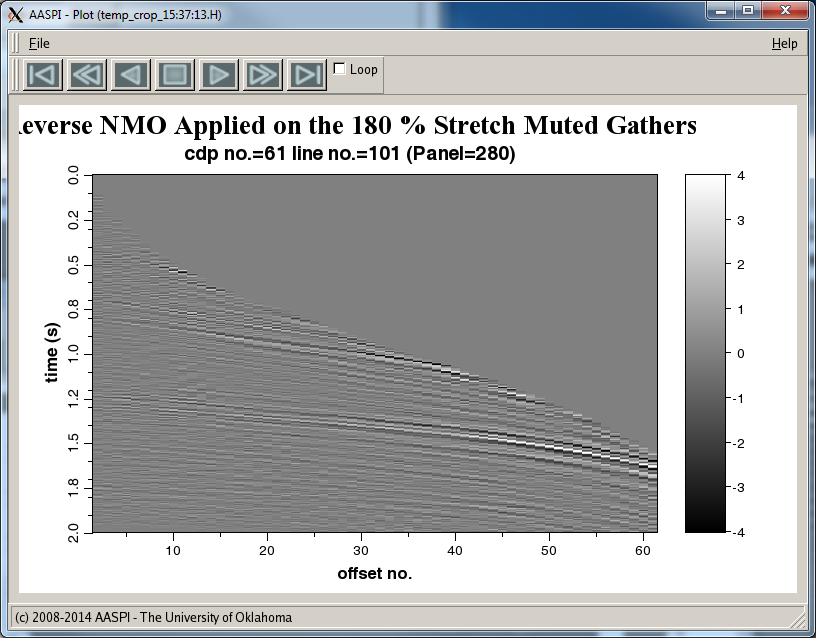 AASPI - Plot (temp_crop_15:37:13.H)
File Help
Loop
everse NMO Applied on the 180 % Stretch Muted Gathers
cdp no.=61 line no.=101 (Panel=280)
0.0
0.2
0.5
0.8
1.0
1.2
1.5
1.8
2.0
time (s)
10 20 30 40 50 60
offset no.
4
3
2
1
0
-1
-2
-3
-4
(c) 2008-2014 AASPI - The University of Oklahoma